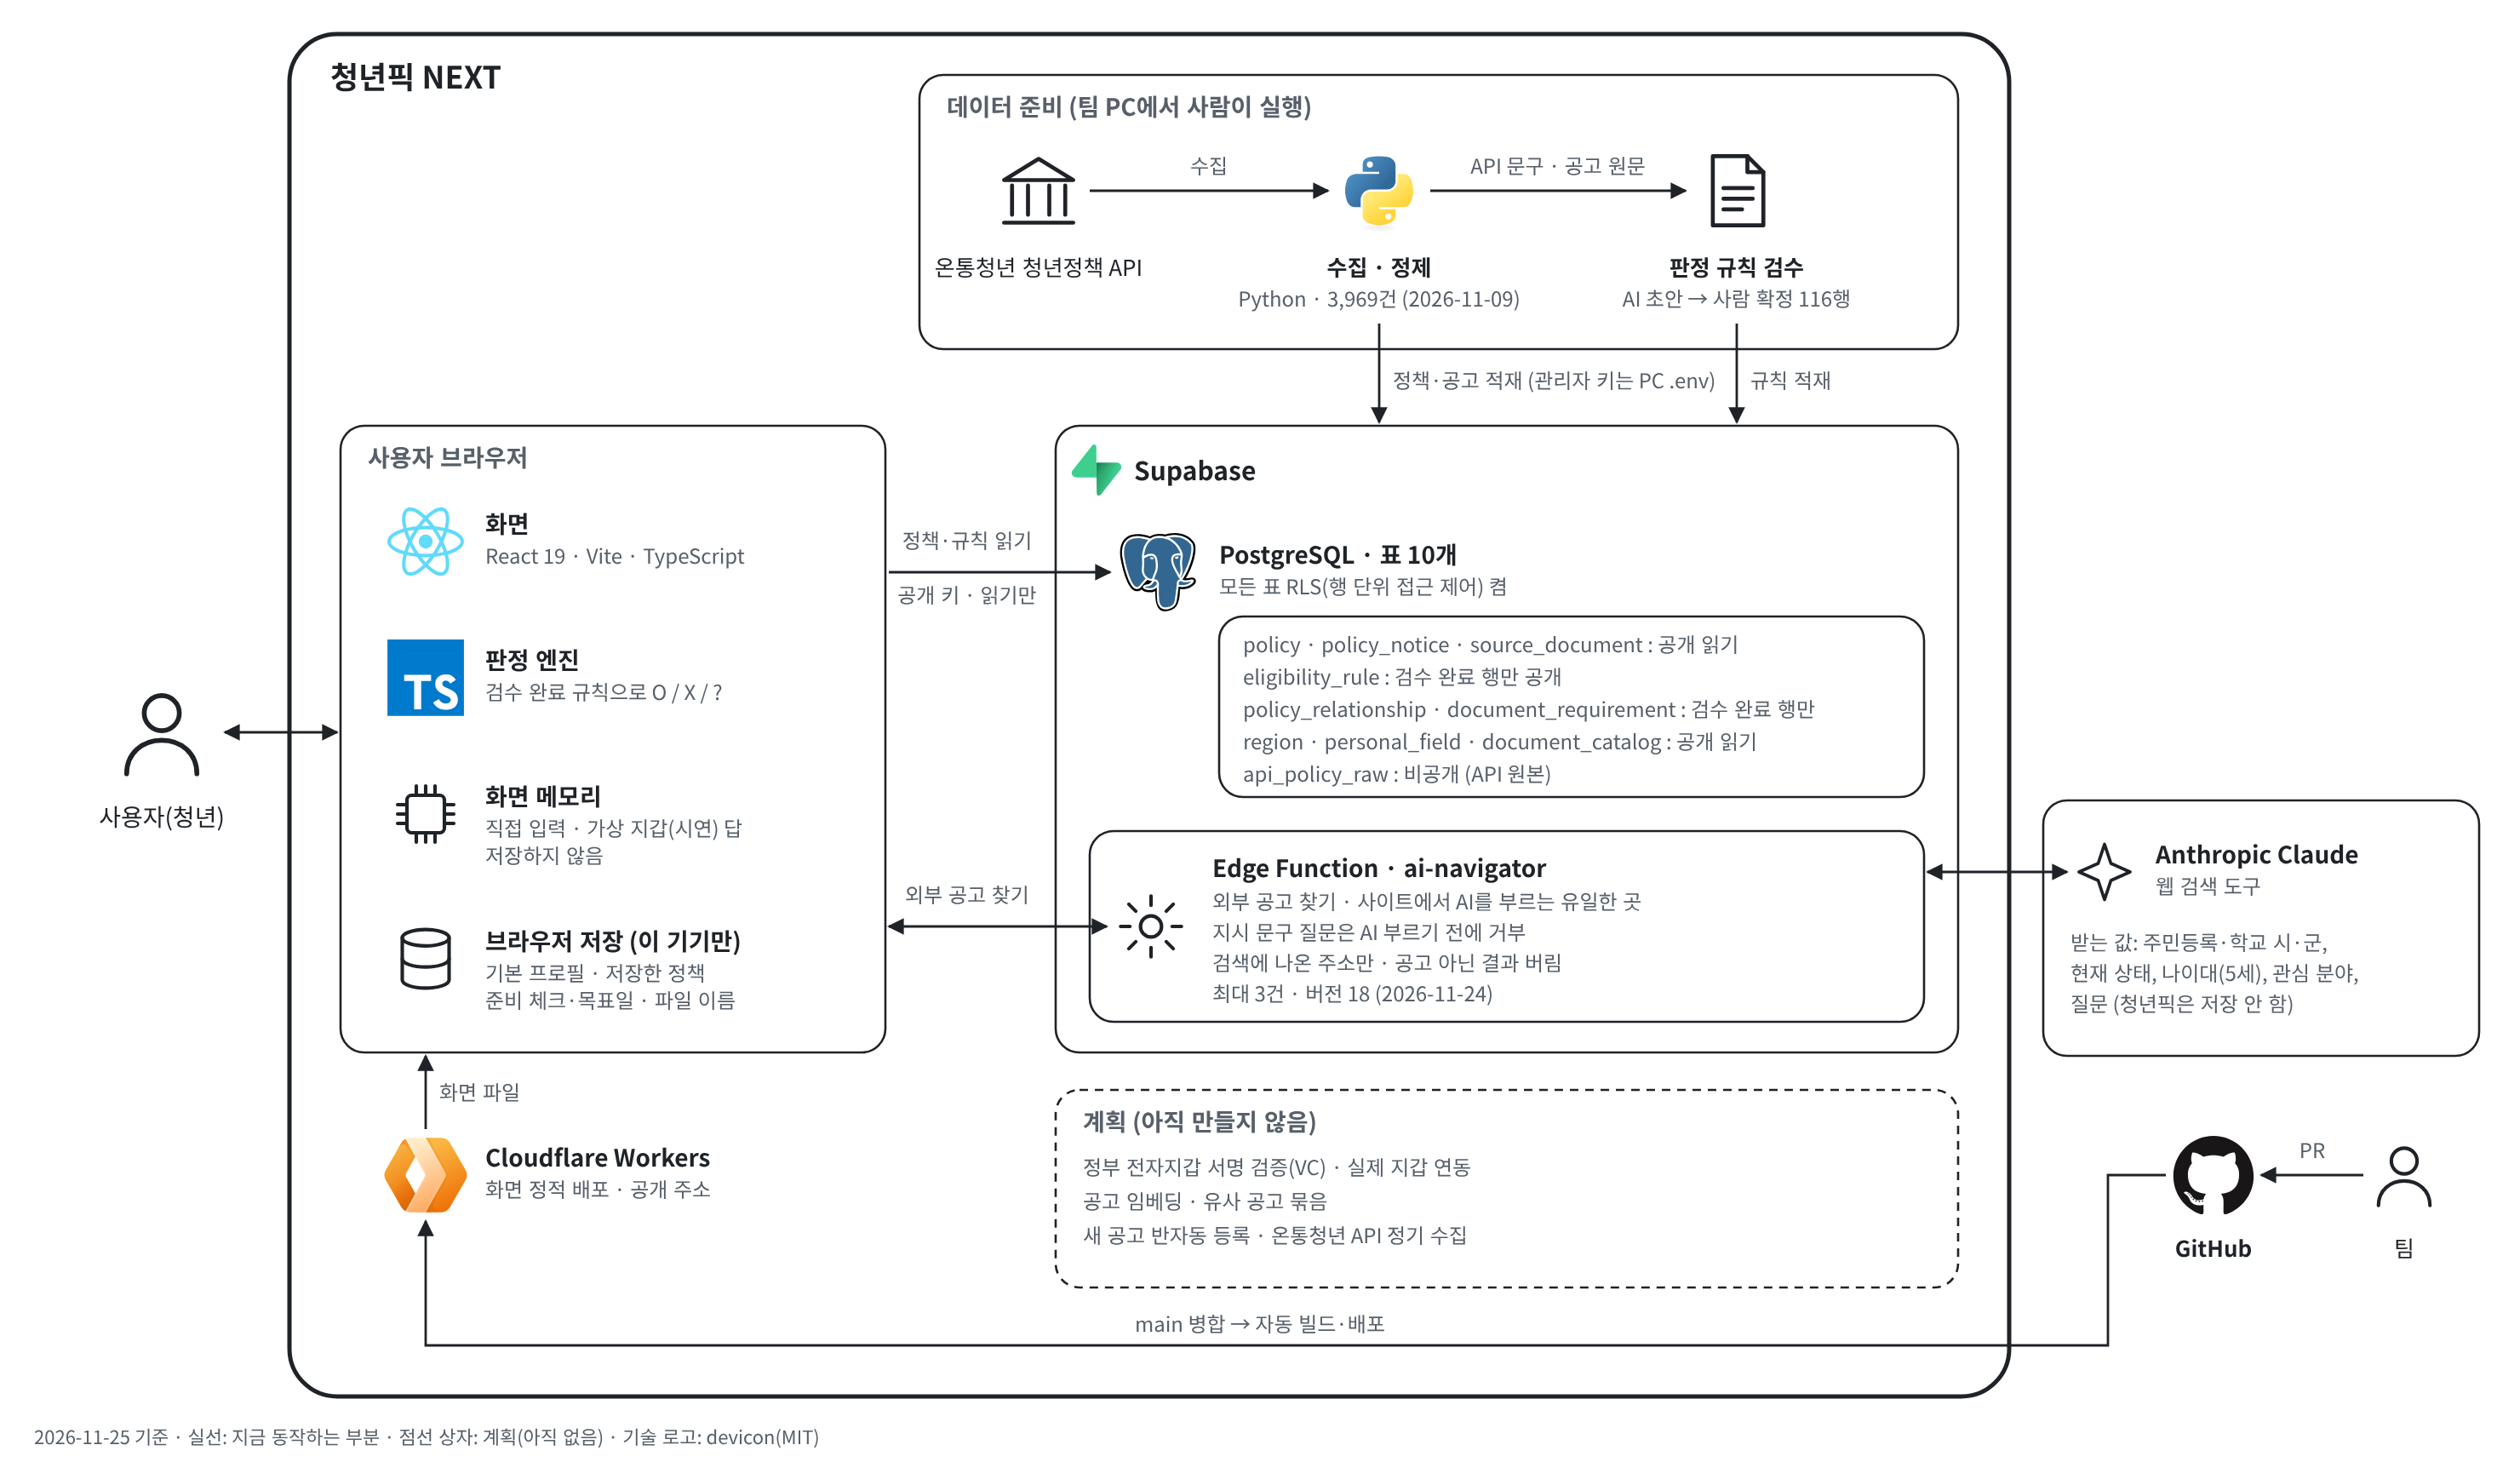 청년픽 NEXT
데이터 준비 (팀 PC에서 사람이 실행)
수집
API 문구 · 공고 원문
온통청년 청년정책 API
수집 · 정제
Python · 3,969건 (2026-11-09)
판정 규칙 검수
AI 초안 → 사람 확정 116행
정책·공고 적재 (관리자 키는 PC .env)
규칙 적재
사용자(청년)
사용자 브라우저
화면
React 19 · Vite · TypeScript
TS
판정 엔진
검수 완료 규칙으로 O / X / ?
화면 메모리
직접 입력 · 가상 지갑(시연) 답
저장하지 않음
브라우저 저장 (이 기기만)
기본 프로필 · 저장한 정책
준비 체크·목표일 · 파일 이름
정책·규칙 읽기
공개 키 · 읽기만
외부 공고 찾기
Supabase
PostgreSQL · 표 10개
모든 표 RLS(행 단위 접근 제어) 켬
policy · policy_notice · source_document : 공개 읽기
eligibility_rule : 검수 완료 행만 공개
policy_relationship · document_requirement : 검수 완료 행만
region · personal_field · document_catalog : 공개 읽기
api_policy_raw : 비공개 (API 원본)
Edge Function · ai-navigator
외부 공고 찾기 · 사이트에서 AI를 부르는 유일한 곳
지시 문구 질문은 AI 부르기 전에 거부
검색에 나온 주소만 · 공고 아닌 결과 버림
최대 3건 · 버전 18 (2026-11-24)
Anthropic Claude
웹 검색 도구
받는 값: 주민등록·학교 시·군,
현재 상태, 나이대(5세), 관심 분야,
질문 (청년픽은 저장 안 함)
화면 파일
Cloudflare Workers
화면 정적 배포 · 공개 주소
계획 (아직 만들지 않음)
정부 전자지갑 서명 검증(VC) · 실제 지갑 연동
공고 임베딩 · 유사 공고 묶음
새 공고 반자동 등록 · 온통청년 API 정기 수집
PR
GitHub
팀
main 병합 → 자동 빌드·배포
2026-11-25 기준 · 실선: 지금 동작하는 부분 · 점선 상자: 계획(아직 없음) · 기술 로고: devicon(MIT)